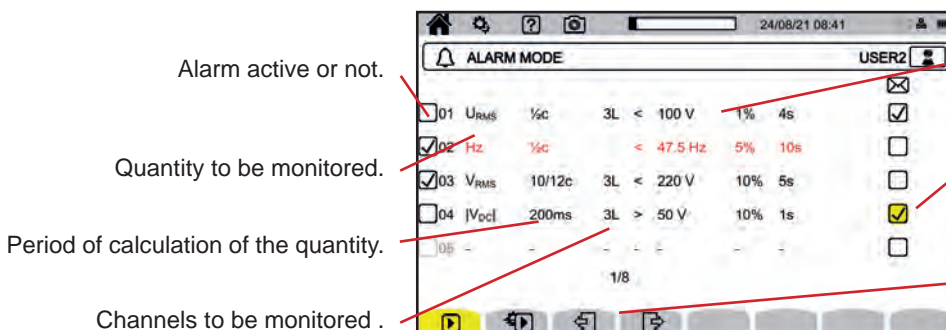 24/08/21 08:41
ALARM MODE USER2
Alarm active or not.
01 URMS ½c 3L < 100 V 1% 4s
02 Hz ½c < 47.5 Hz 5% 10s
Quantity to be monitored.
03 VRMS 10/12c 3L < 220 V 10% 5s
04 |VDC| 200ms 3L > 50 V 10% 1s
Period of calculation of the quantity.
05 - - - - - - -
1/8
Channels to be monitored .